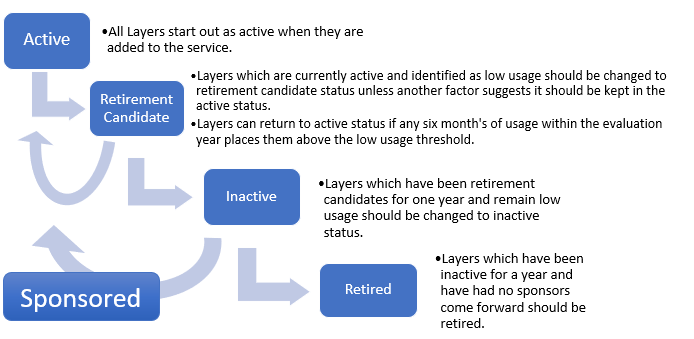 Active
•All Layers start out as active when they are
added to the service.
Retirement
Candidate
•Layers which are currently active and identified as low usage should be changed to
retirement candidate status unless another factor suggests it should be kept in the
active status.
•Layers can return to active status if any six month's of usage within the evaluation
year places them above the low usage threshold.
Inactive
•Layers which have been retirement
candidates for one year and remain low
usage should be changed to inactive
status.
Sponsored
Retired
•Layers which have been
inactive for a year and
have had no sponsors
come forward should be
retired.